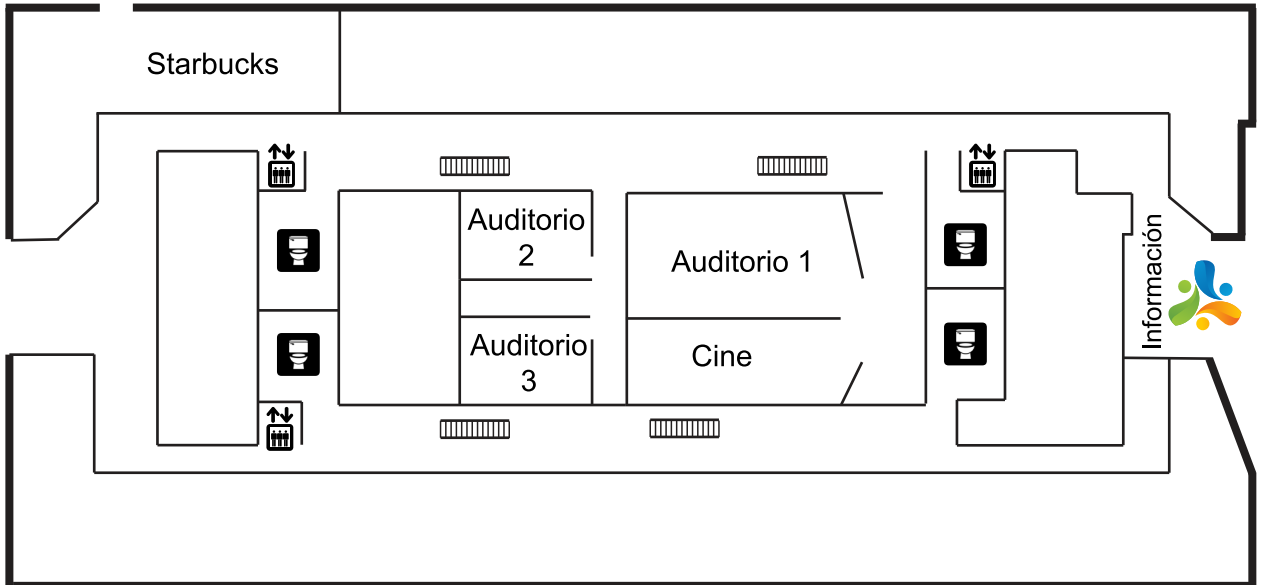 Starbucks
Auditorio
2
Auditorio 1
Información
Auditorio
3
Cine